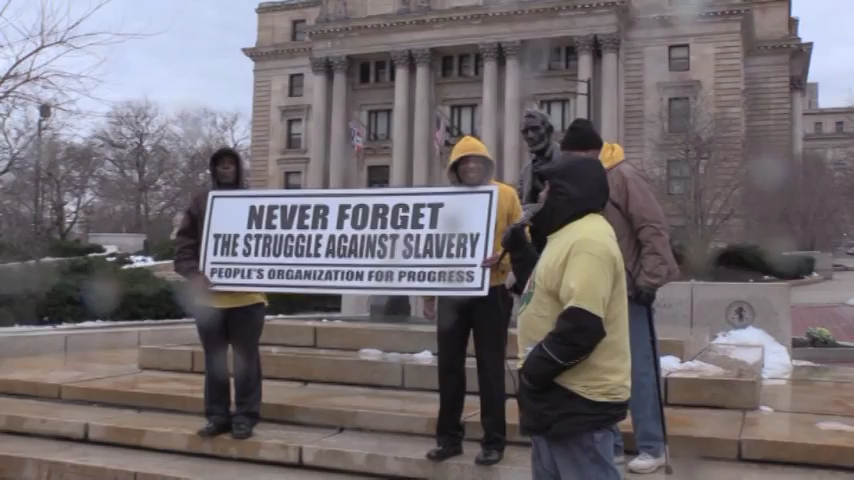 NEVER FORGET
THE STRUGGLE AGAINST SLAVERY
PEOPLE'S ORGANIZATION FOR PROGRESS